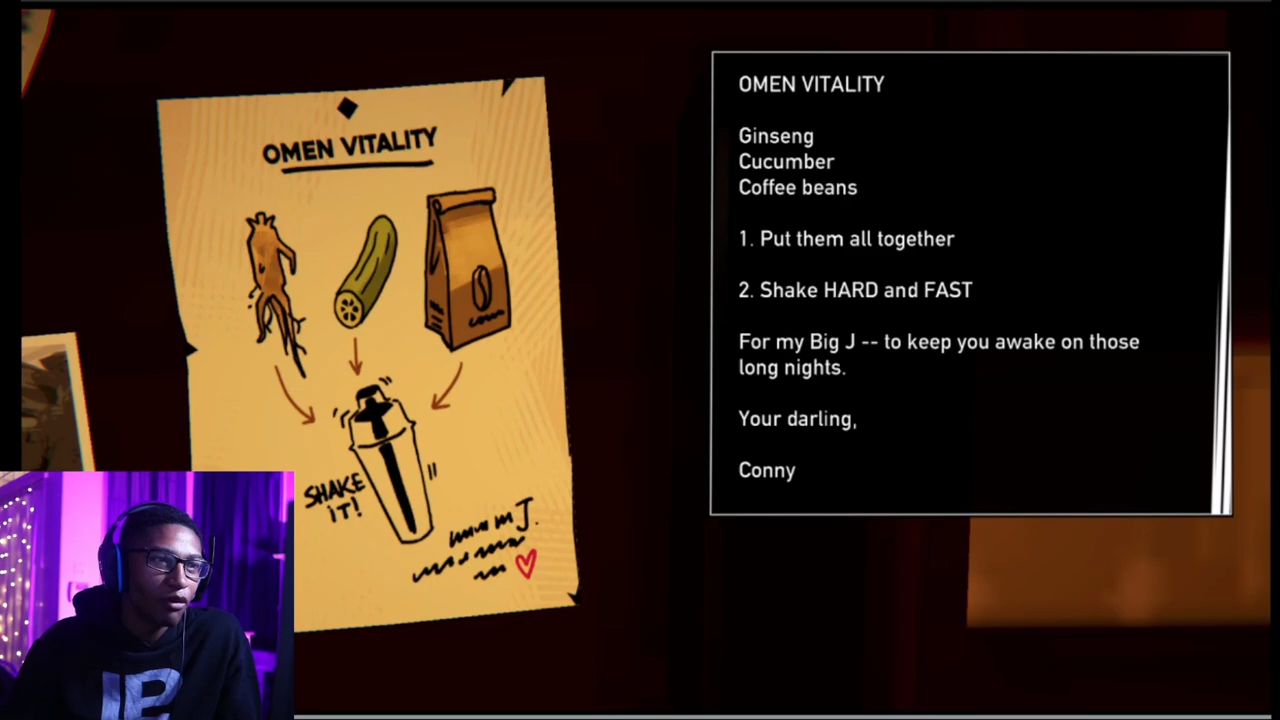 OMEN VITALITY
SHAKE
IT!
J.
OMEN VITALITY
Ginseng
Cucumber
Coffee beans
1. Put them all together
2. Shake HARD and FAST
For my Big J -- to keep you awake on those
long nights.
Your darling,
Conny